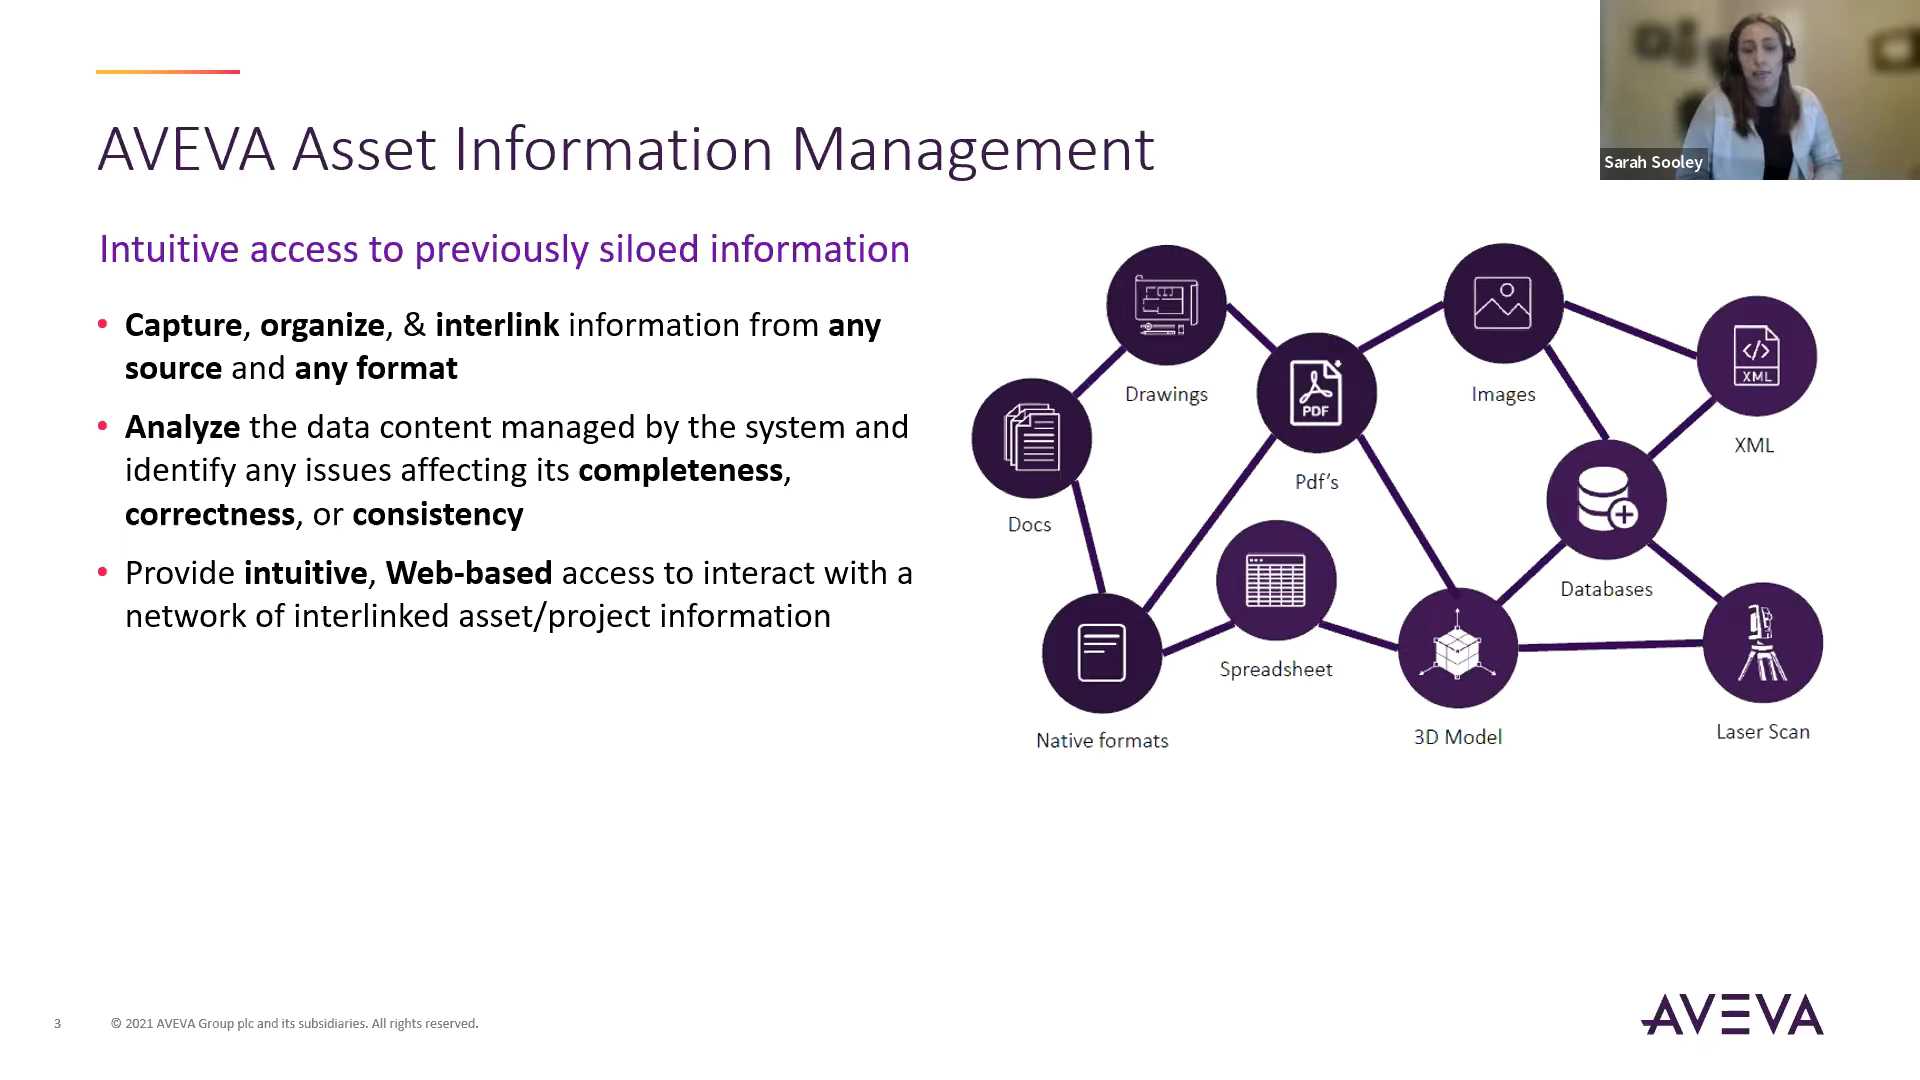 AVEVA Asset Information Management
Sarah Sooley
Intuitive access to previously siloed information
• Capture, organize, & interlink information from any
source and any format
• Analyze the data content managed by the system and
identify any issues affecting its completeness,
correctness, or consistency
• Provide intuitive, Web-based access to interact with a
network of interlinked asset/project information
Drawings
PDF
Pdf's
Images
</>
XML
XML
Docs
Databases
Spreadsheet
Native formats
3D Model
Laser Scan
3
© 2021 AVEVA Group plc and its subsidiaries. All rights reserved.
AVEVA